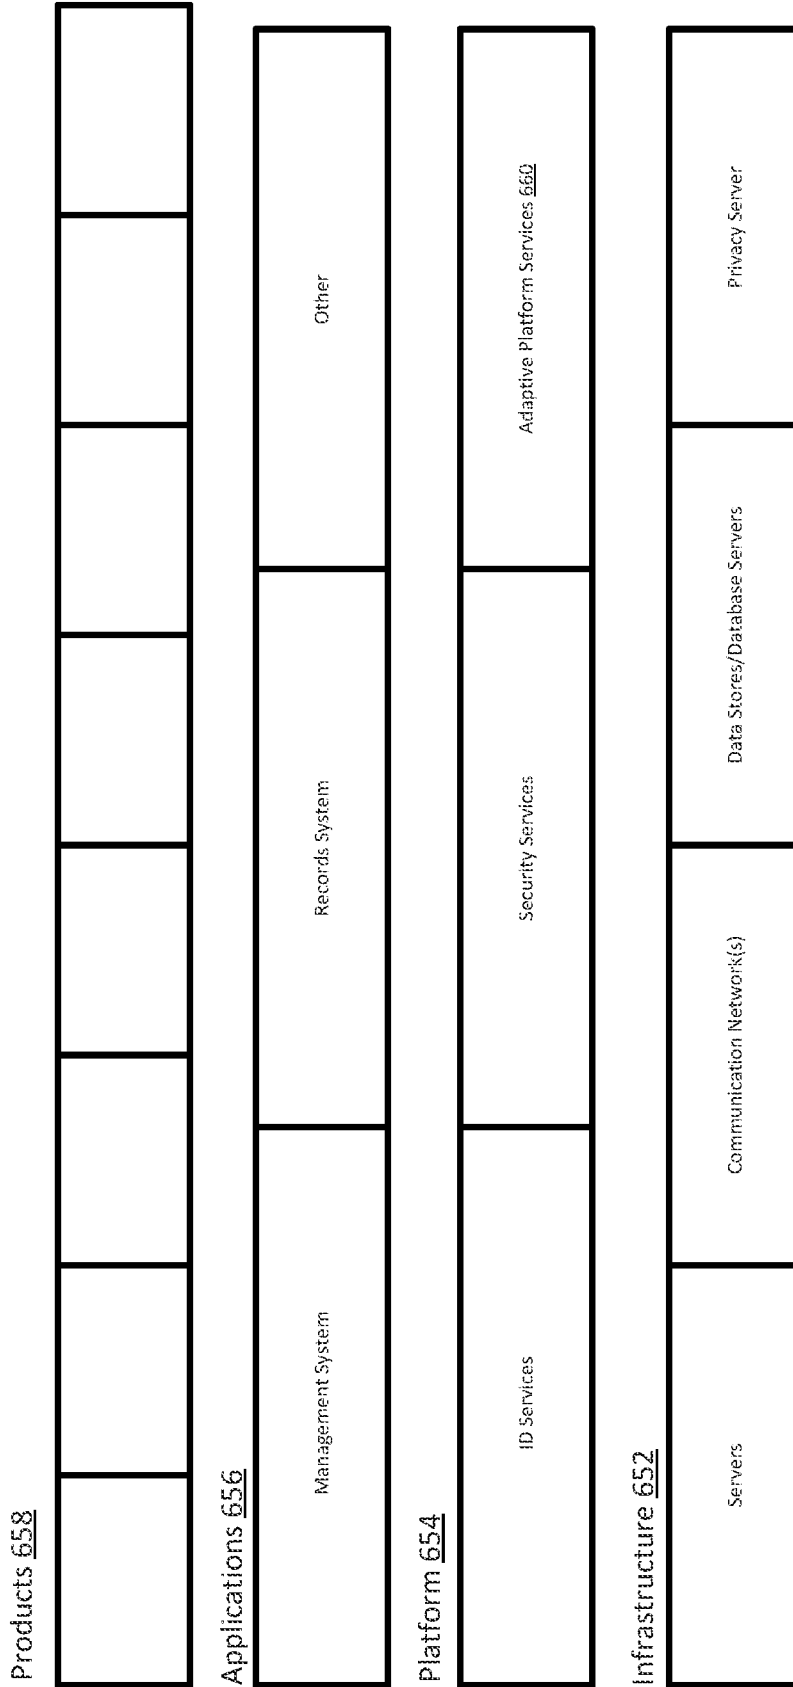 Products 658
Applications 656
Management System
Records System
Other
Platform 654
ID Services
Security Services
Adaptive Platform Services 660
Infrastructure 652
Servers
Communication Network(s)
Data Stores/Database Servers
Privacy Server